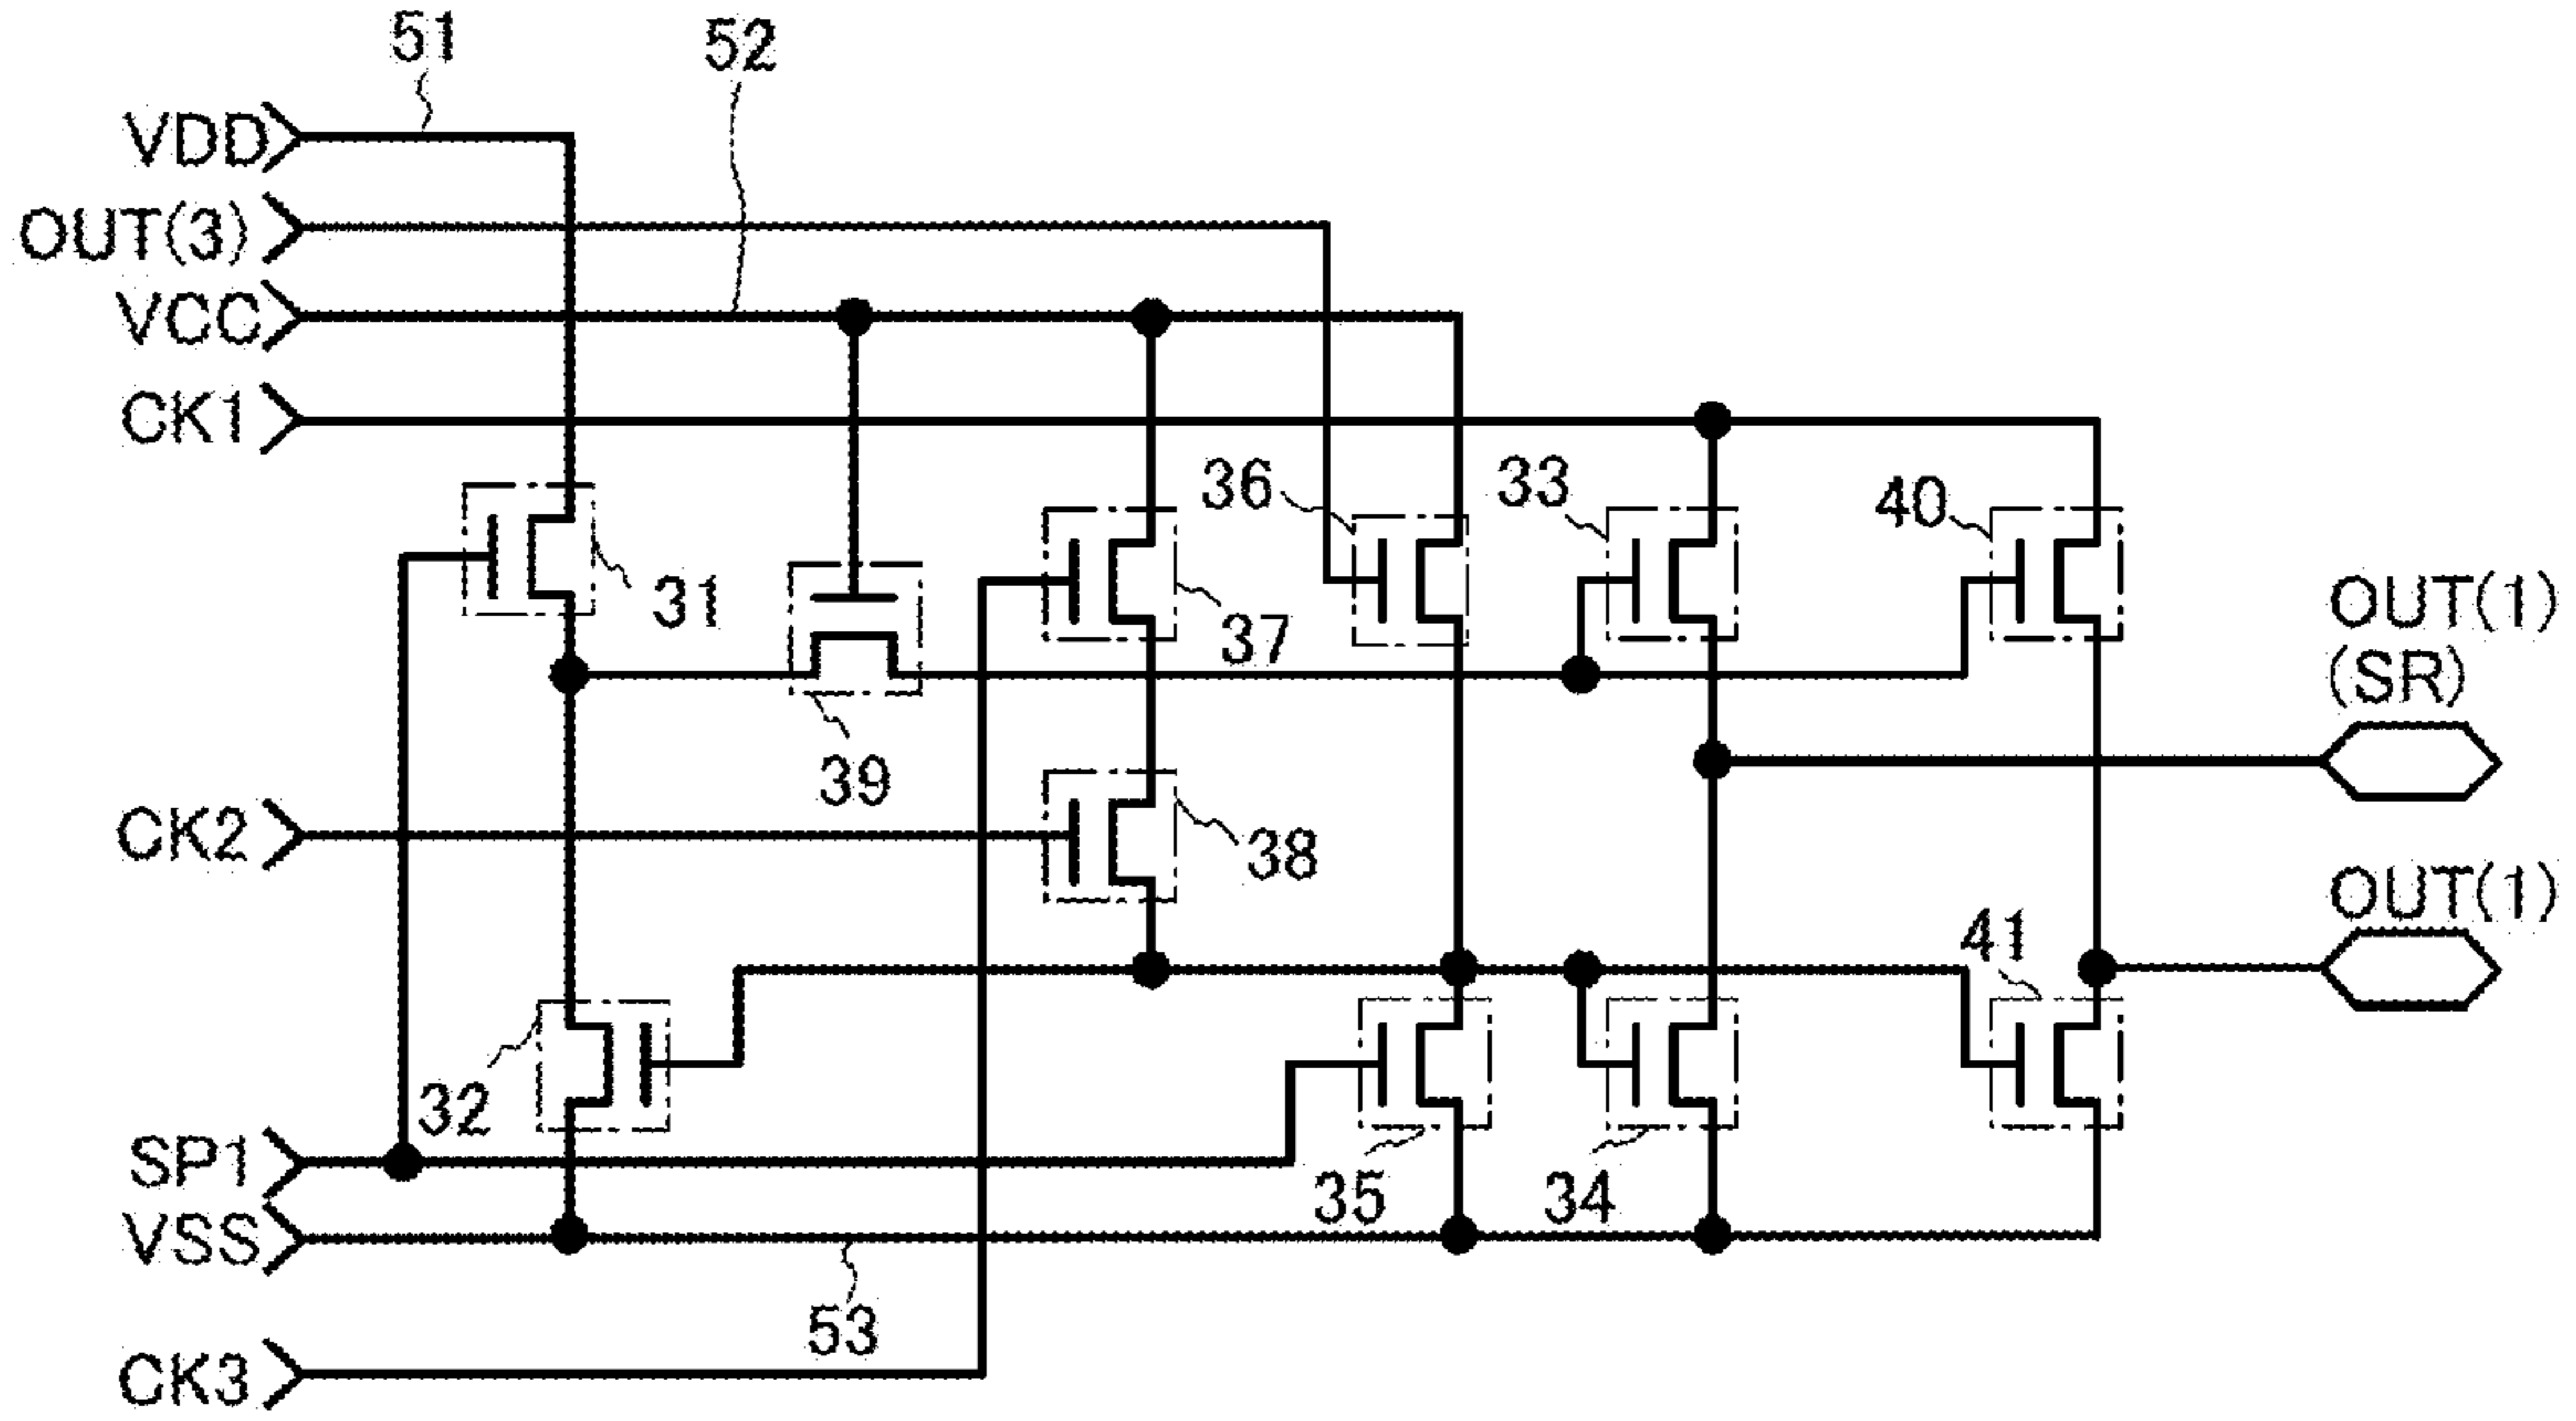 51
52
VDD
OUT(3)
VCC
CK1
36
33
40
31
37
OUT(1)
(SR)
39
CK2
38
OUT(1)
41
32
SP1
35
34
VSS
53
CK3